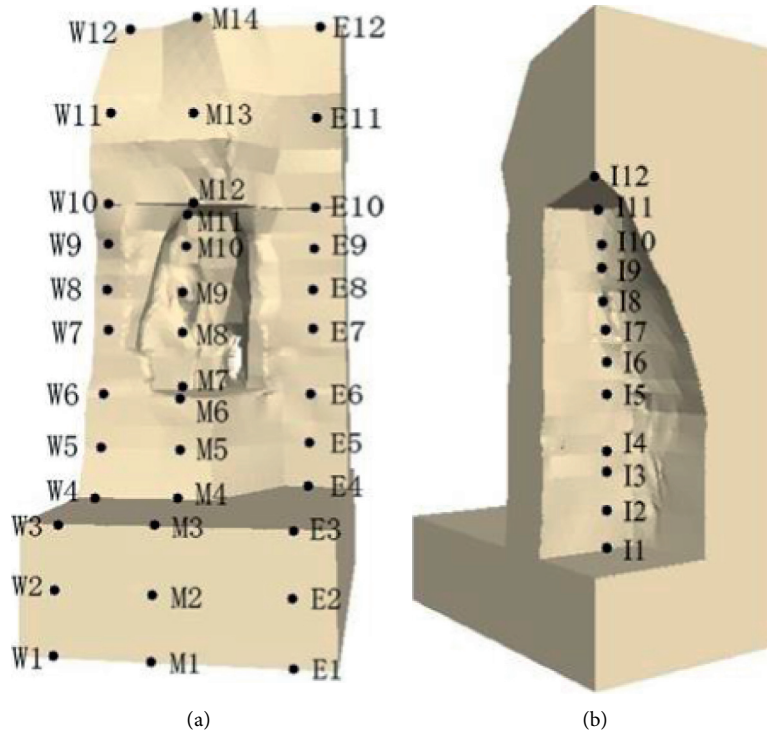 W12 M14 E12
W11 M13 E11
W10 M12 E10
M11
W9 M10 E9
W8 M9 E8
W7 M8 E7
M7
W6 M6 E6
W5 M5 E5
W4 M4 E4
W3 M3 E3
W2 M2 E2
W1 M1 E1
(a)
I12
I11
I10
I9
I8
I7
I6
I5
I4
I3
I2
I1
(b)